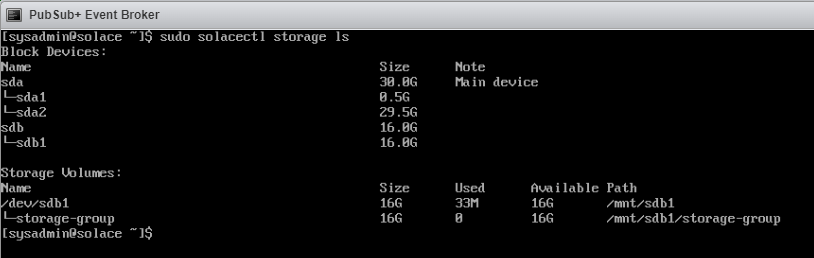 PubSub+ Event Broker
[sysadmin@solace ~]$ sudo solacectl storage ls
Block Devices:
Name Size Note
sda 30.0G Main device
└─sda1 0.5G
└─sda2 29.5G
sdb 16.0G
└─sdb1 16.0G
Storage Volumes:
Name Size Used Available Path
/dev/sdb1 16G 33M 16G /mnt/sdb1
└─storage-group 16G 0 16G /mnt/sdb1/storage-group
[sysadmin@solace ~]$